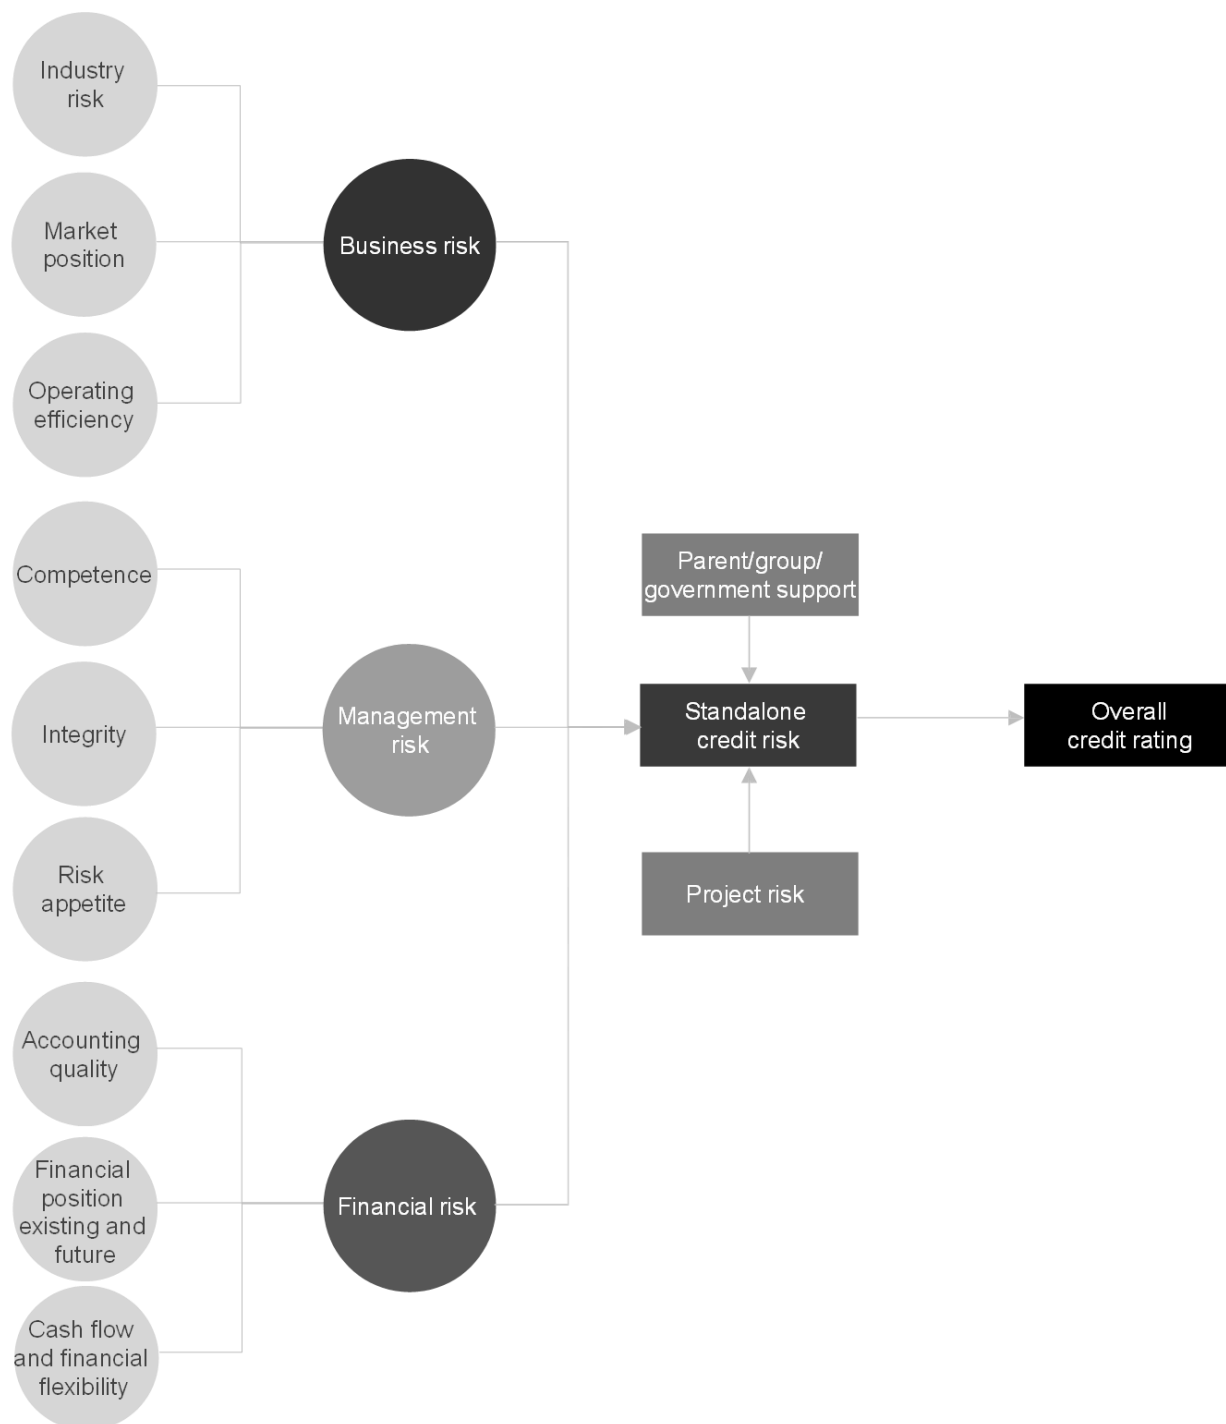 Industry
risk
Market
position
Operating
efficiency
Business risk
Competence
Integrity
Risk
appetite
Management
risk
Accounting
quality
Financial
position
existing and
future
Cash flow
and financial
flexibility
Financial risk
Parent/group/
government support
Standalone
credit risk
Project risk
Overall
credit rating